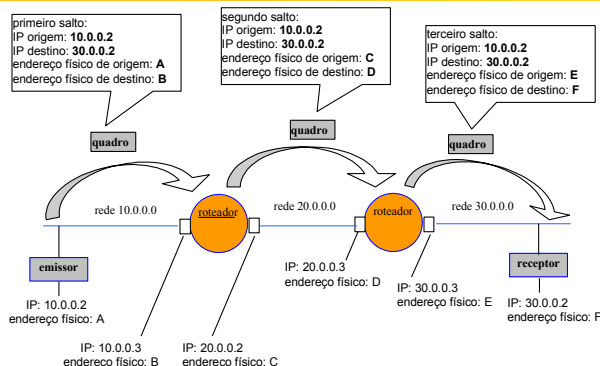 primeiro salto:
IP origem: 10.0.0.2
IP destino: 30.0.0.2
endereço físico de origem: A
endereço físico de destino: B
segundo salto:
IP origem: 10.0.0.2
IP destino: 30.0.0.2
endereço físico de origem: C
endereço físico de destino: D
terceiro salto:
IP origem: 10.0.0.2
IP destino: 30.0.0.2
endereço físico de origem: E
endereço físico de destino: F
quadro
quadro
quadro
rede 10.0.0.0
roteador
rede 20.0.0.0
roteador
rede 30.0.0.0
emissor
receptor
IP: 10.0.0.2
endereço físico: A
IP: 20.0.0.3
endereço físico: D
IP: 30.0.0.3
endereço físico: E
IP: 30.0.0.2
endereço físico: F
IP: 10.0.0.3
endereço físico: B
IP: 20.0.0.2
endereço físico: C